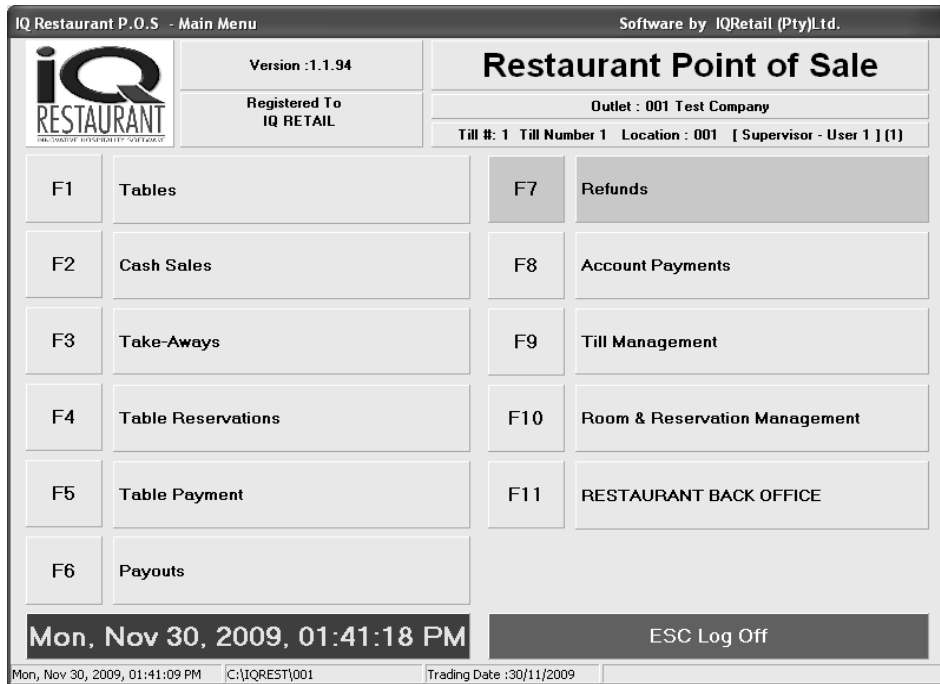 IQ Restaurant P.O.S - Main Menu Software by IQRetail (Pty)Ltd.
iQ
RESTAURANT
INNOVATIVE HOSPITALITY SOFTWARE
Version :1.1.94
Registered To
IQ RETAIL
Restaurant Point of Sale
Outlet : 001 Test Company
Till #: 1 Till Number 1 Location : 001 [ Supervisor - User 1 ] (1)
F1 Tables
F2 Cash Sales
F3 Take-Aways
F4 Table Reservations
F5 Table Payment
F6 Payouts
F7 Refunds
F8 Account Payments
F9 Till Management
F10 Room & Reservation Management
F11 RESTAURANT BACK OFFICE
Mon, Nov 30, 2009, 01:41:18 PM
ESC Log Off
Mon, Nov 30, 2009, 01:41:09 PM C:\IQREST\001 Trading Date :30/11/2009